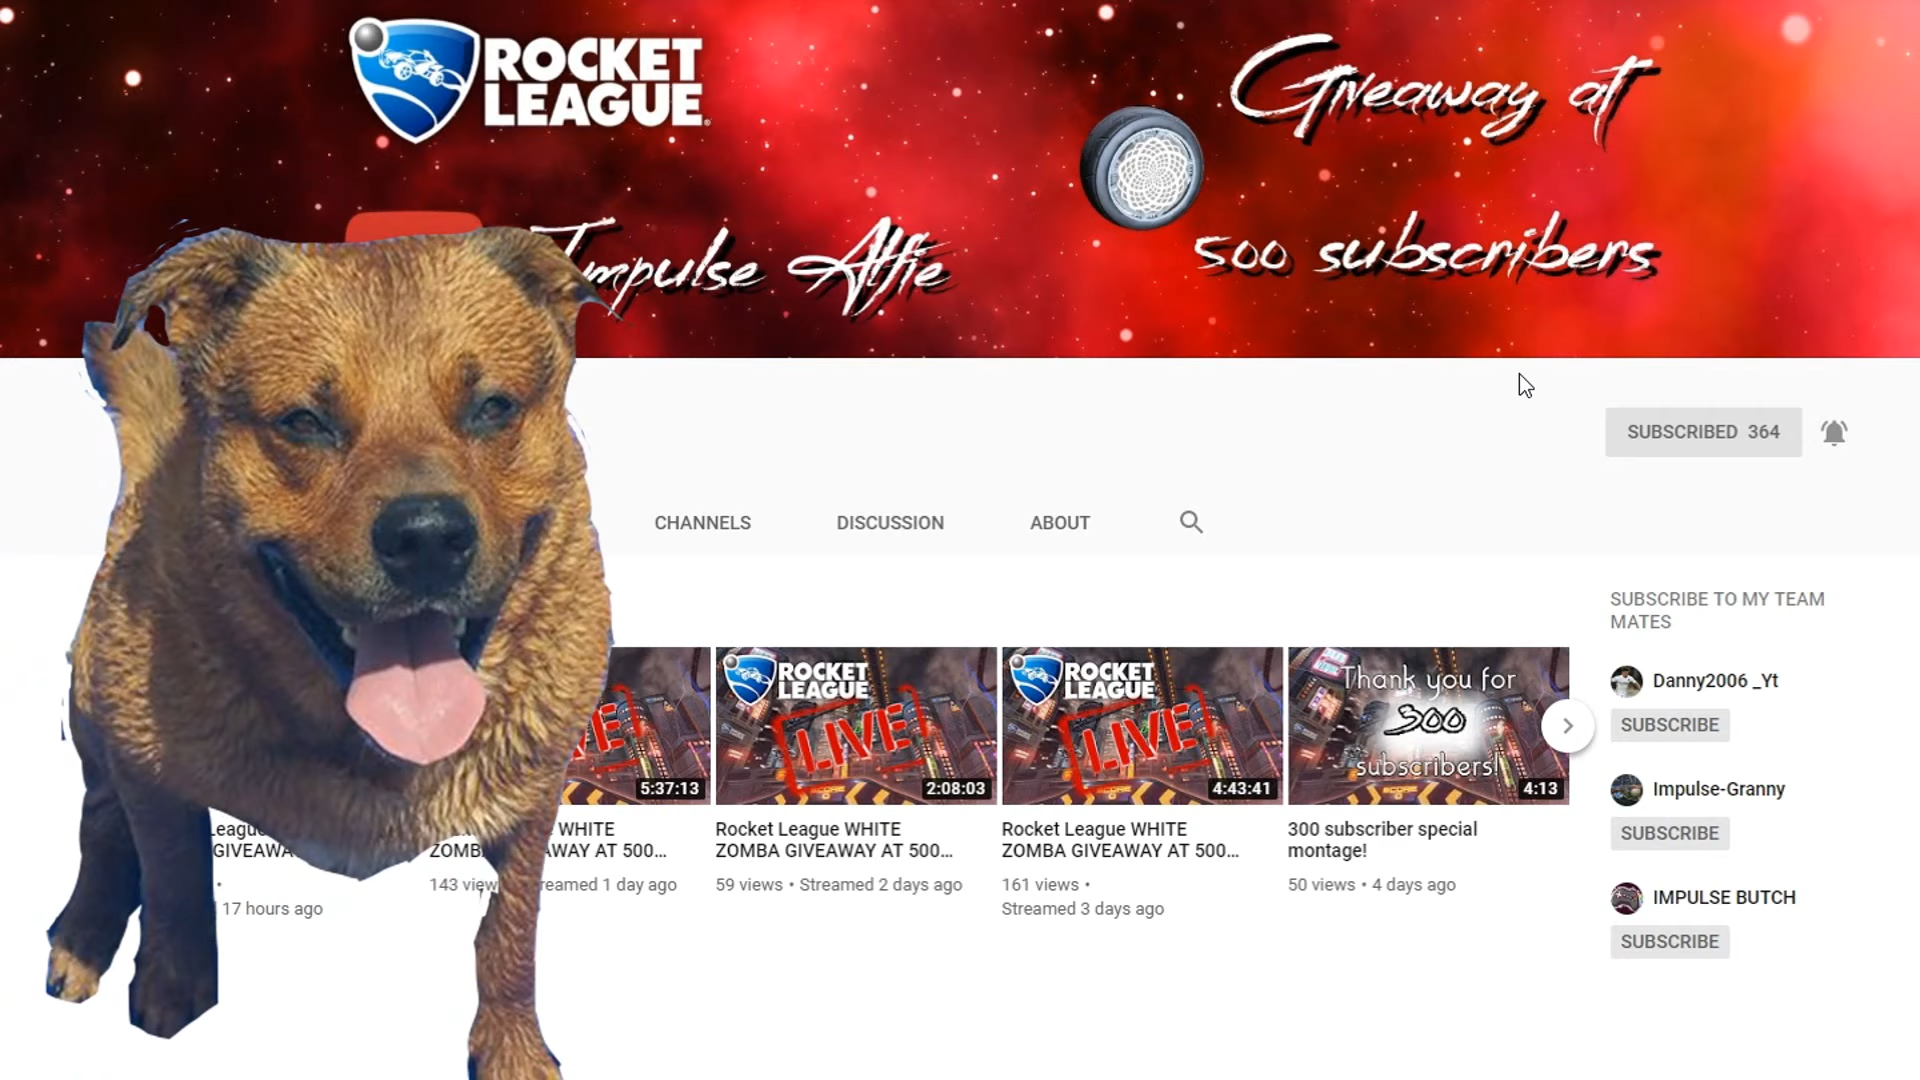 ROCKET
LEAGUE
Giveaway at
Impulse Alfie
500 subscribers
SUBSCRIBED 364
CHANNELS DISCUSSION ABOUT
SUBSCRIBE TO MY TEAM
MATES
Danny2006 _Yt
SUBSCRIBE
Impulse-Granny
SUBSCRIBE
IMPULSE BUTCH
SUBSCRIBE
5:37:13
ROCKET
LEAGUE
LIVE
2:08:03
ROCKET
LEAGUE
LIVE
4:43:41
Thank you for
300
subscribers!
4:13
17 hours ago
WHITE
500...
143 views
1 day ago
Rocket League WHITE
ZOMBA GIVEAWAY AT 500...
59 views • Streamed 2 days ago
Rocket League WHITE
ZOMBA GIVEAWAY AT 500...
161 views •
Streamed 3 days ago
300 subscriber special
montage!
50 views • 4 days ago